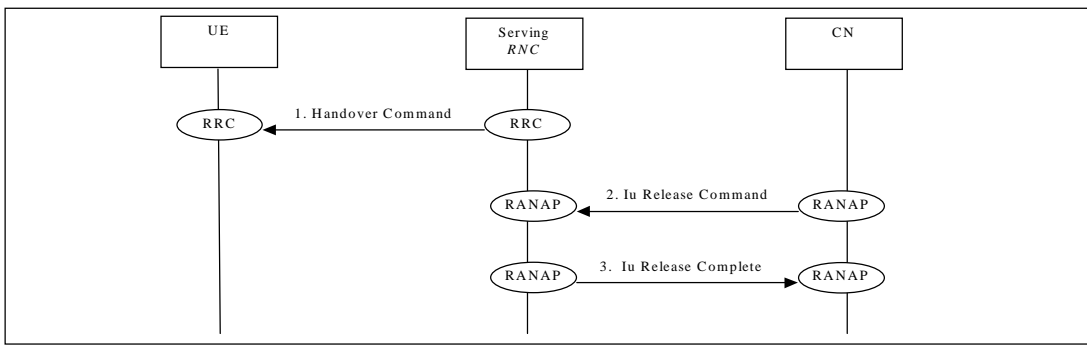 UE
Serving
RNC
CN
1. Handover Command
RRC
RRC
2. Iu Release Command
RANAP
RANAP
3. Iu Release Complete
RANAP
RANAP